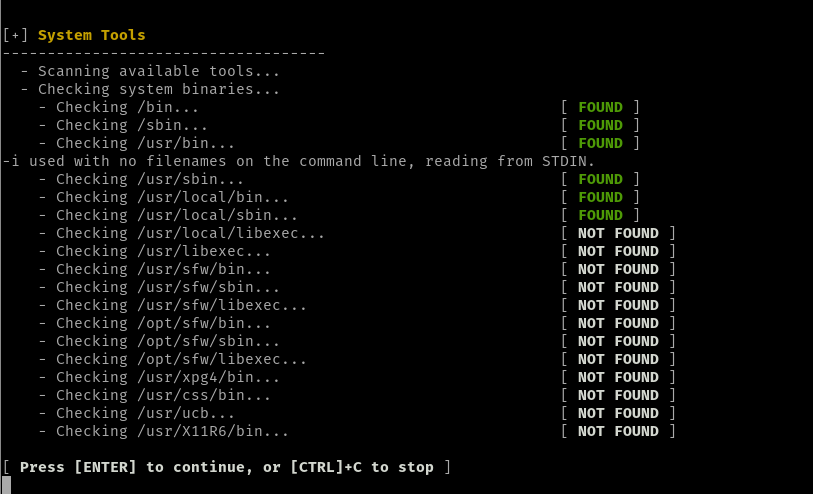 [+] System Tools
------------------------------------
- Scanning available tools...
- Checking system binaries...
- Checking /bin... [ FOUND ]
- Checking /sbin... [ FOUND ]
- Checking /usr/bin... [ FOUND ]
-i used with no filenames on the command line, reading from STDIN.
- Checking /usr/sbin... [ FOUND ]
- Checking /usr/local/bin... [ FOUND ]
- Checking /usr/local/sbin... [ FOUND ]
- Checking /usr/local/libexec... [ NOT FOUND ]
- Checking /usr/libexec... [ NOT FOUND ]
- Checking /usr/sfw/bin... [ NOT FOUND ]
- Checking /usr/sfw/sbin... [ NOT FOUND ]
- Checking /usr/sfw/libexec... [ NOT FOUND ]
- Checking /opt/sfw/bin... [ NOT FOUND ]
- Checking /opt/sfw/sbin... [ NOT FOUND ]
- Checking /opt/sfw/libexec... [ NOT FOUND ]
- Checking /usr/xpg4/bin... [ NOT FOUND ]
- Checking /usr/css/bin... [ NOT FOUND ]
- Checking /usr/ucb... [ NOT FOUND ]
- Checking /usr/X11R6/bin... [ NOT FOUND ]
[ Press [ENTER] to continue, or [CTRL]+C to stop ]